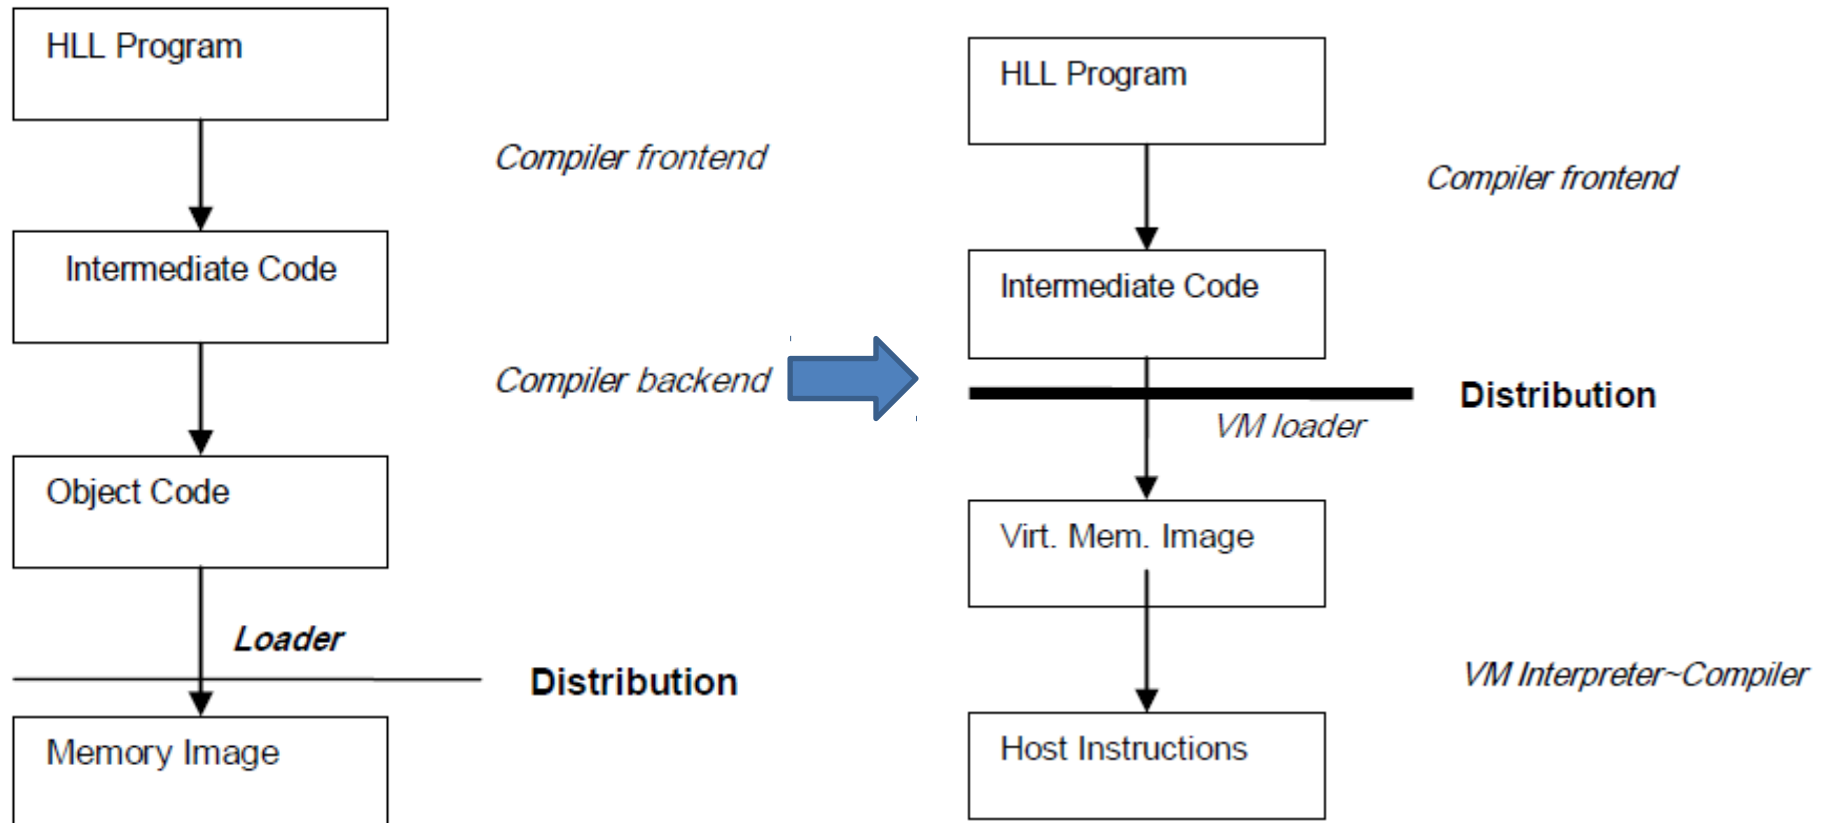 HLL Program
Compiler frontend
Intermediate Code
Compiler backend
Object Code
Loader
Distribution
Memory Image
HLL Program
Compiler frontend
Intermediate Code
Distribution
VM loader
Virt. Mem. Image
VM Interpreter~Compiler
Host Instructions